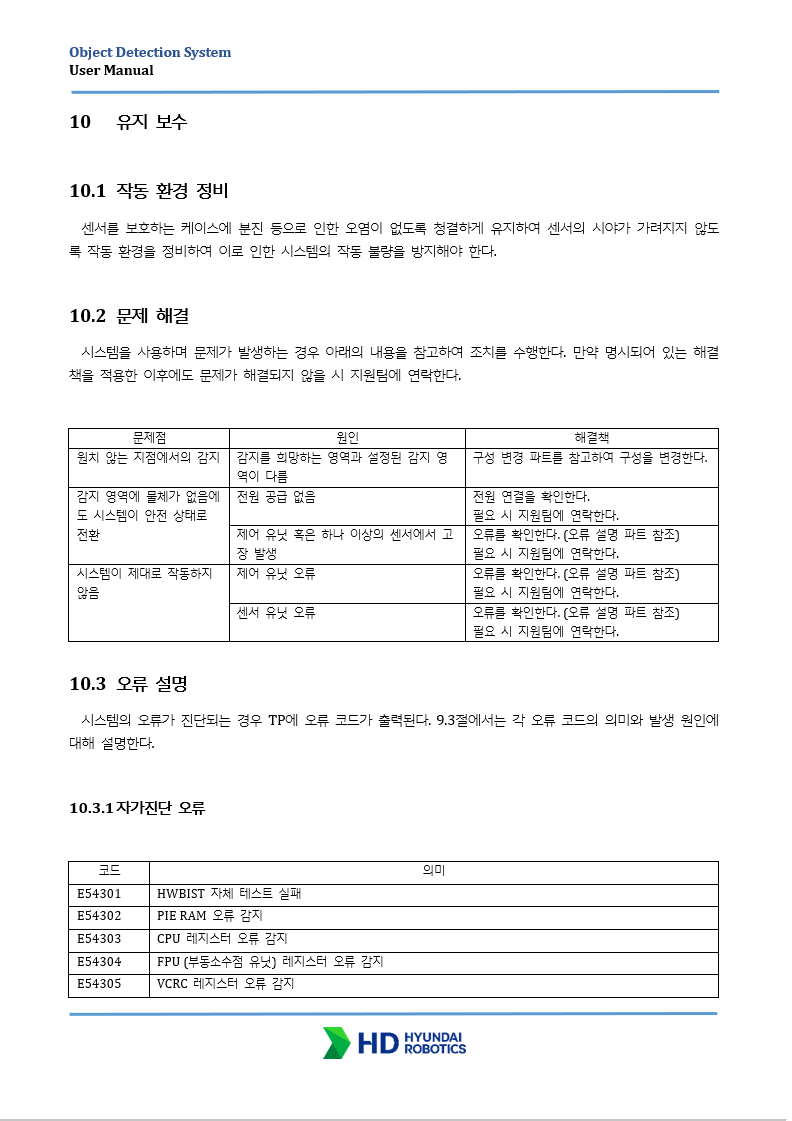 Object Detection System
User Manual
10 유지 보수
10.1 작동 환경 정비
센서를 보호하는 케이스에 분진 등으로 인한 오염이 없도록 청결하게 유지하여 센서의 시야가 가려지지 않도
록 작동 환경을 정비하여 이로 인한 시스템의 작동 불량을 방지해야 한다.
10.2 문제 해결
시스템을 사용하며 문제가 발생하는 경우 아래의 내용을 참고하여 조치를 수행한다. 만약 명시되어 있는 해결
책을 적용한 이후에도 문제가 해결되지 않을 시 지원팀에 연락한다.
문제점 원인 해결책
원치 않는 지점에서의 감지 감지를 희망하는 영역과 설정된 감지 영 구성 변경 파트를 참고하여 구성을 변경한다.
역이 다름
감지 영역에 물체가 없음에 전원 공급 없음 전원 연결을 확인한다.
도 시스템이 안전 상태로 필요 시 지원팀에 연락한다.
전환 제어 유닛 혹은 하나 이상의 센서에서 고 오류를 확인한다. (오류 설명 파트 참조)
장 발생 필요 시 지원팀에 연락한다.
시스템이 제대로 작동하지 제어 유닛 오류 오류를 확인한다. (오류 설명 파트 참조)
않음 필요 시 지원팀에 연락한다.
센서 유닛 오류 오류를 확인한다. (오류 설명 파트 참조)
필요 시 지원팀에 연락한다.
10.3 오류 설명
시스템의 오류가 진단되는 경우 TP에 오류 코드가 출력된다. 9.3절에서는 각 오류 코드의 의미와 발생 원인에
대해 설명한다.
10.3.1 자가진단 오류
코드 의미
E54301 HWBIST 자체 테스트 실패
E54302 PIE RAM 오류 감지
E54303 CPU 레지스터 오류 감지
E54304 FPU (부동소수점 유닛) 레지스터 오류 감지
E54305 VCRC 레지스터 오류 감지
HD HYUNDAI
ROBOTICS